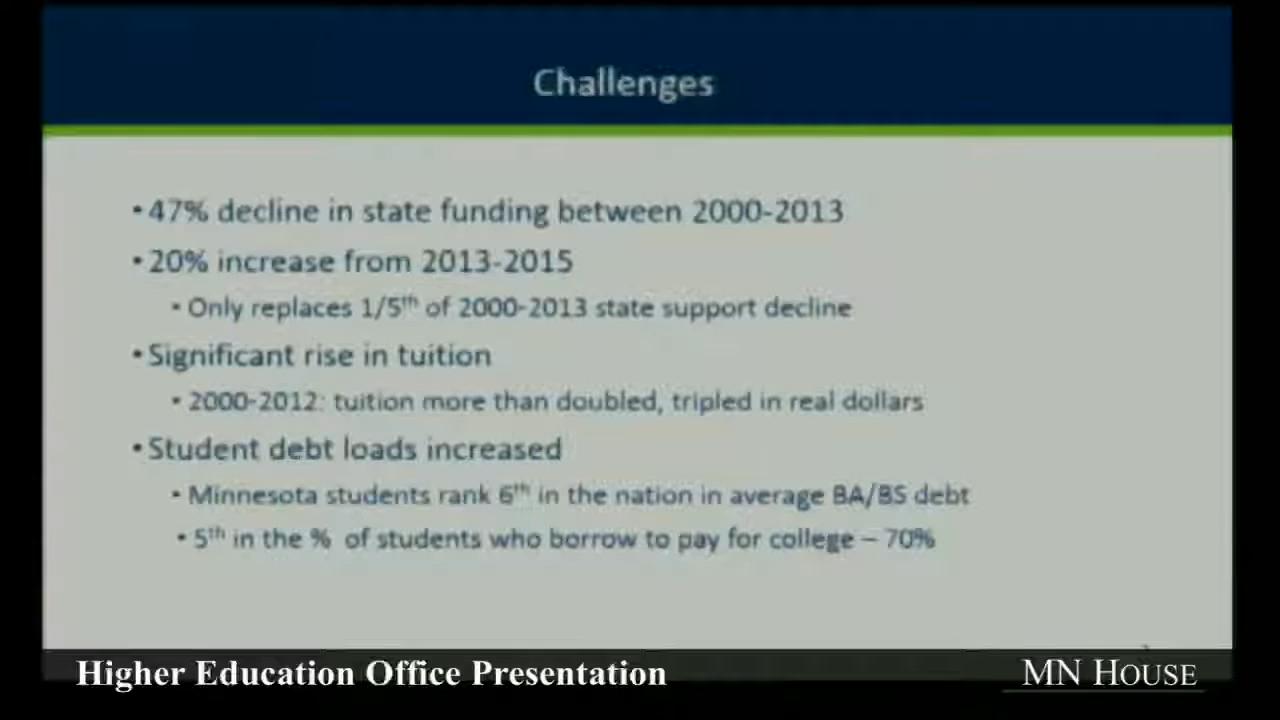 Challenges
•47% decline in state funding between 2000-2013
•20% increase from 2013-2015
• Only replaces 1/5th of 2000-2013 state support decline
•Significant rise in tuition
• 2000-2012: tuition more than doubled, tripled in real dollars
•Student debt loads increased
• Minnesota students rank 6th in the nation in average BA/BS debt
• 5th in the % of students who borrow to pay for college – 70%
Higher Education Office Presentation
MN HOUSE